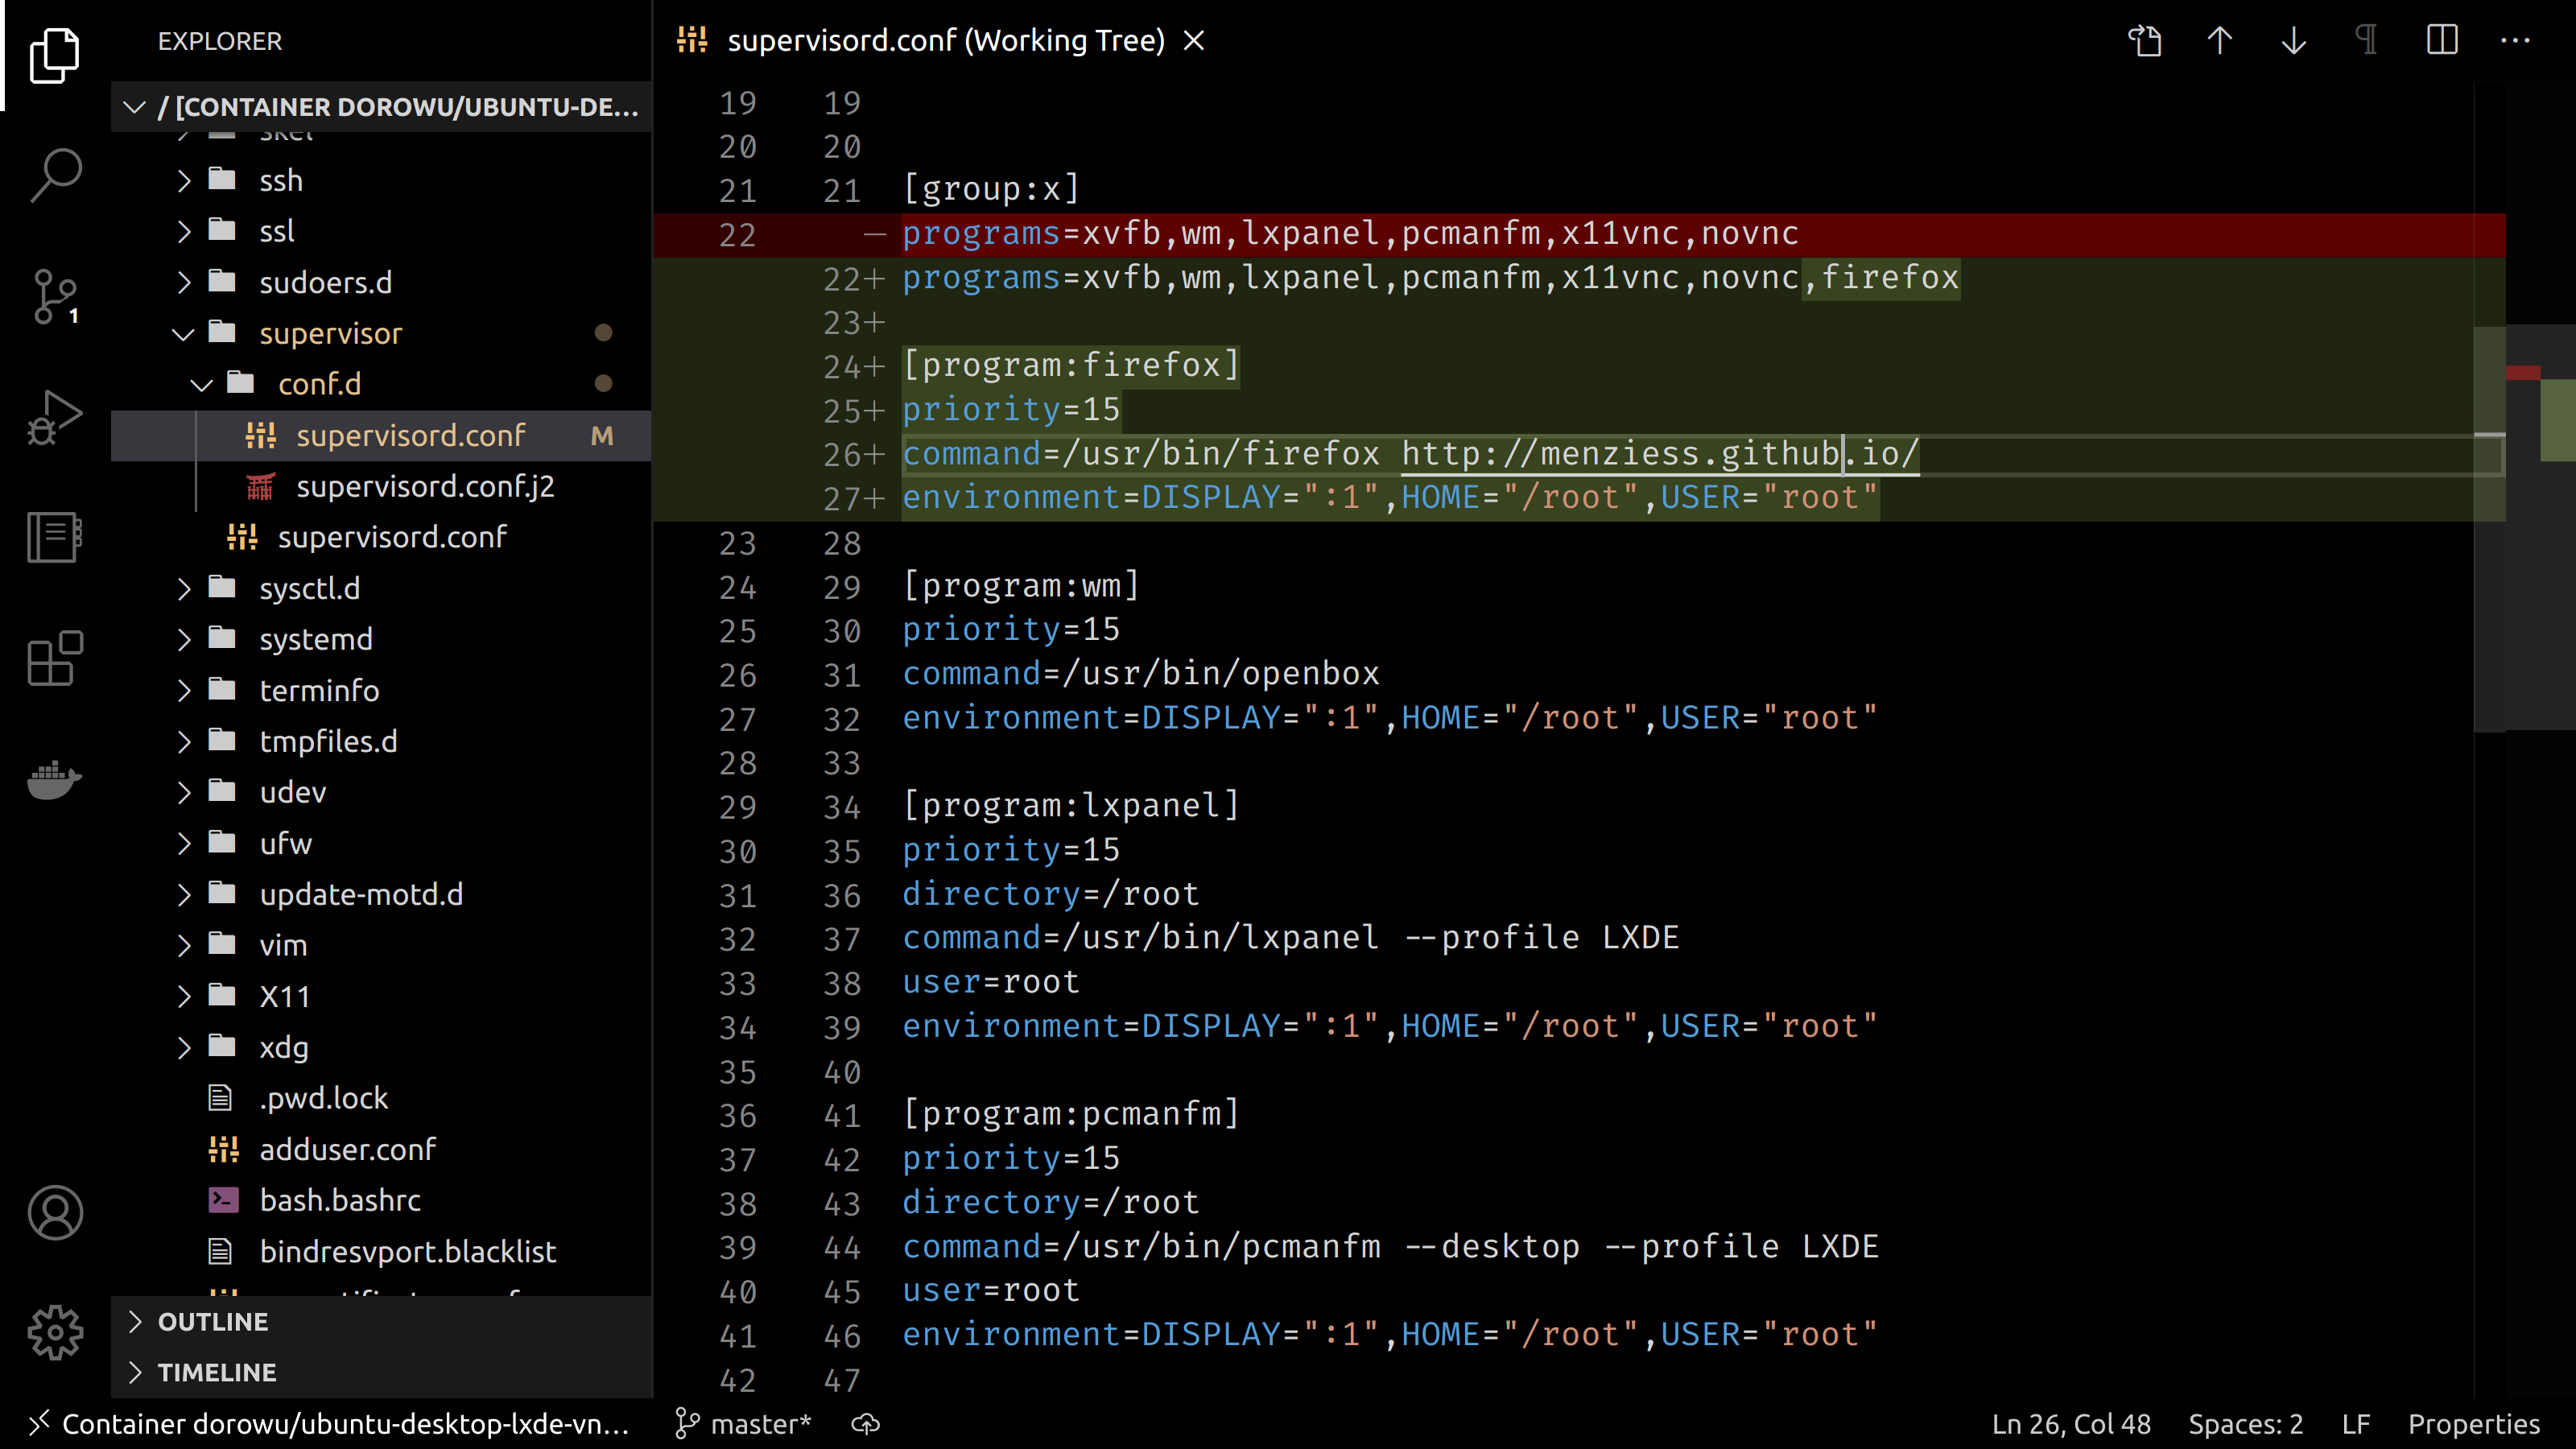 EXPLORER
/ [CONTAINER DOROWU/UBUNTU-DE...
skel
ssh
ssl
sudoers.d
supervisor
conf.d
supervisord.conf M
supervisord.conf.j2
supervisord.conf
sysctl.d
systemd
terminfo
tmpfiles.d
udev
ufw
update-motd.d
vim
X11
xdg
.pwd.lock
adduser.conf
bash.bashrc
bindresvport.blacklist
OUTLINE
TIMELINE
1
supervisord.conf (Working Tree)
19 19
20 20
21 21 [group:x]
22 — programs=xvfb,wm,lxpanel,pcmanfm,x11vnc,novnc
22+ programs=xvfb,wm,lxpanel,pcmanfm,x11vnc,novnc,firefox
23+
24+ [program:firefox]
25+ priority=15
26+ command=/usr/bin/firefox http://menziess.github.io/
27+ environment=DISPLAY=":1",HOME="/root",USER="root"
23 28
24 29 [program:wm]
25 30 priority=15
26 31 command=/usr/bin/openbox
27 32 environment=DISPLAY=":1",HOME="/root",USER="root"
28 33
29 34 [program:lxpanel]
30 35 priority=15
31 36 directory=/root
32 37 command=/usr/bin/lxpanel --profile LXDE
33 38 user=root
34 39 environment=DISPLAY=":1",HOME="/root",USER="root"
35 40
36 41 [program:pcmanfm]
37 42 priority=15
38 43 directory=/root
39 44 command=/usr/bin/pcmanfm --desktop --profile LXDE
40 45 user=root
41 46 environment=DISPLAY=":1",HOME="/root",USER="root"
42 47
Container dorowu/ubuntu-desktop-lxde-vn... master* Ln 26, Col 48 Spaces: 2 LF Properties